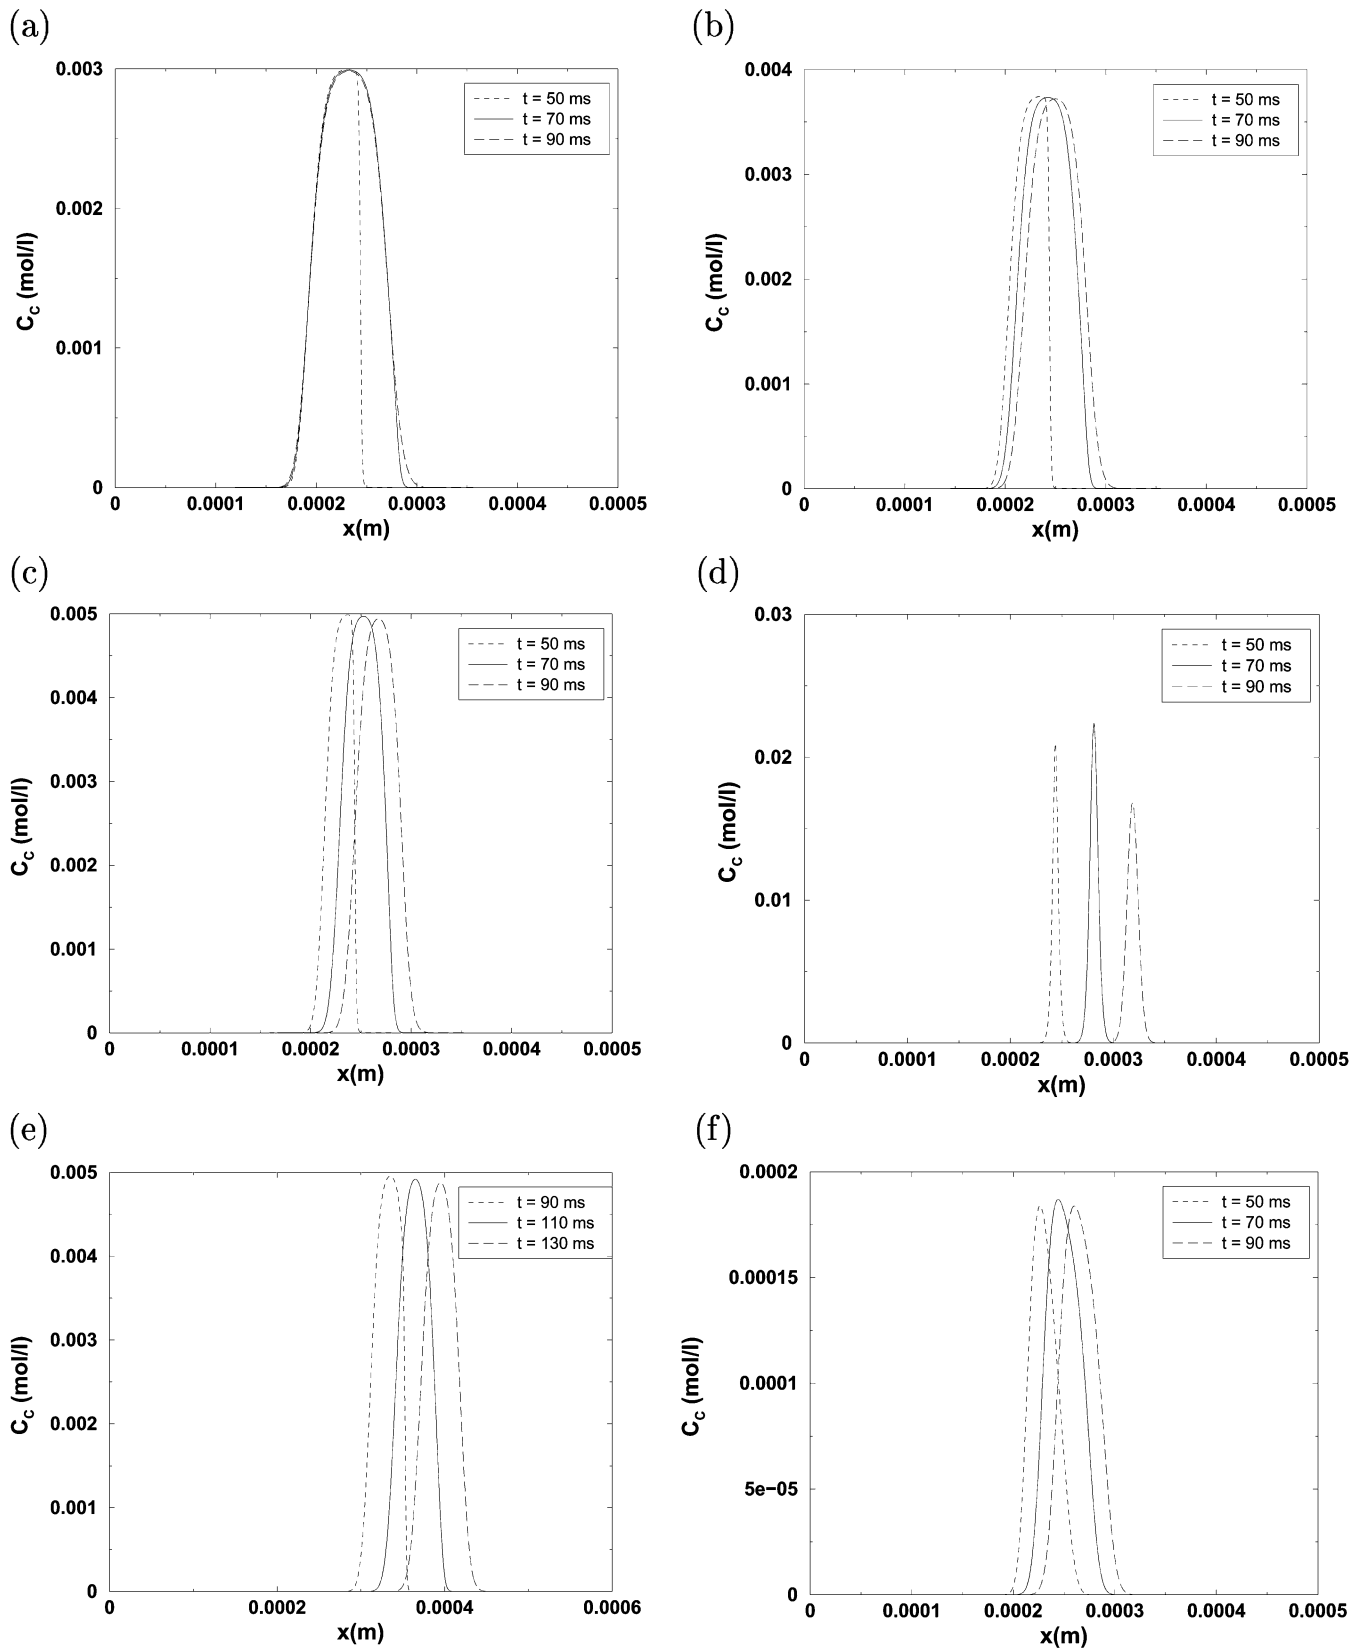 (a)
0.003
0.002
0.001
0
C_c (mol/l)
t = 50 ms
t = 70 ms
t = 90 ms
0 0.0001 0.0002 0.0003 0.0004 0.0005
x(m)
(b)
0.004
0.003
0.002
0.001
0
C_c (mol/l)
t = 50 ms
t = 70 ms
t = 90 ms
0 0.0001 0.0002 0.0003 0.0004 0.0005
x(m)
(c)
0.005
0.004
0.003
0.002
0.001
0
C_c (mol/l)
t = 50 ms
t = 70 ms
t = 90 ms
0 0.0001 0.0002 0.0003 0.0004 0.0005
x(m)
(d)
0.03
0.02
0.01
0
C_c (mol/l)
t = 50 ms
t = 70 ms
t = 90 ms
0 0.0001 0.0002 0.0003 0.0004 0.0005
x(m)
(e)
0.005
0.004
0.003
0.002
0.001
0
C_c (mol/l)
t = 90 ms
t = 110 ms
t = 130 ms
0 0.0002 0.0004 0.0006
x(m)
(f)
0.0002
0.00015
0.0001
5e−05
0
C_c (mol/l)
t = 50 ms
t = 70 ms
t = 90 ms
0 0.0001 0.0002 0.0003 0.0004 0.0005
x(m)